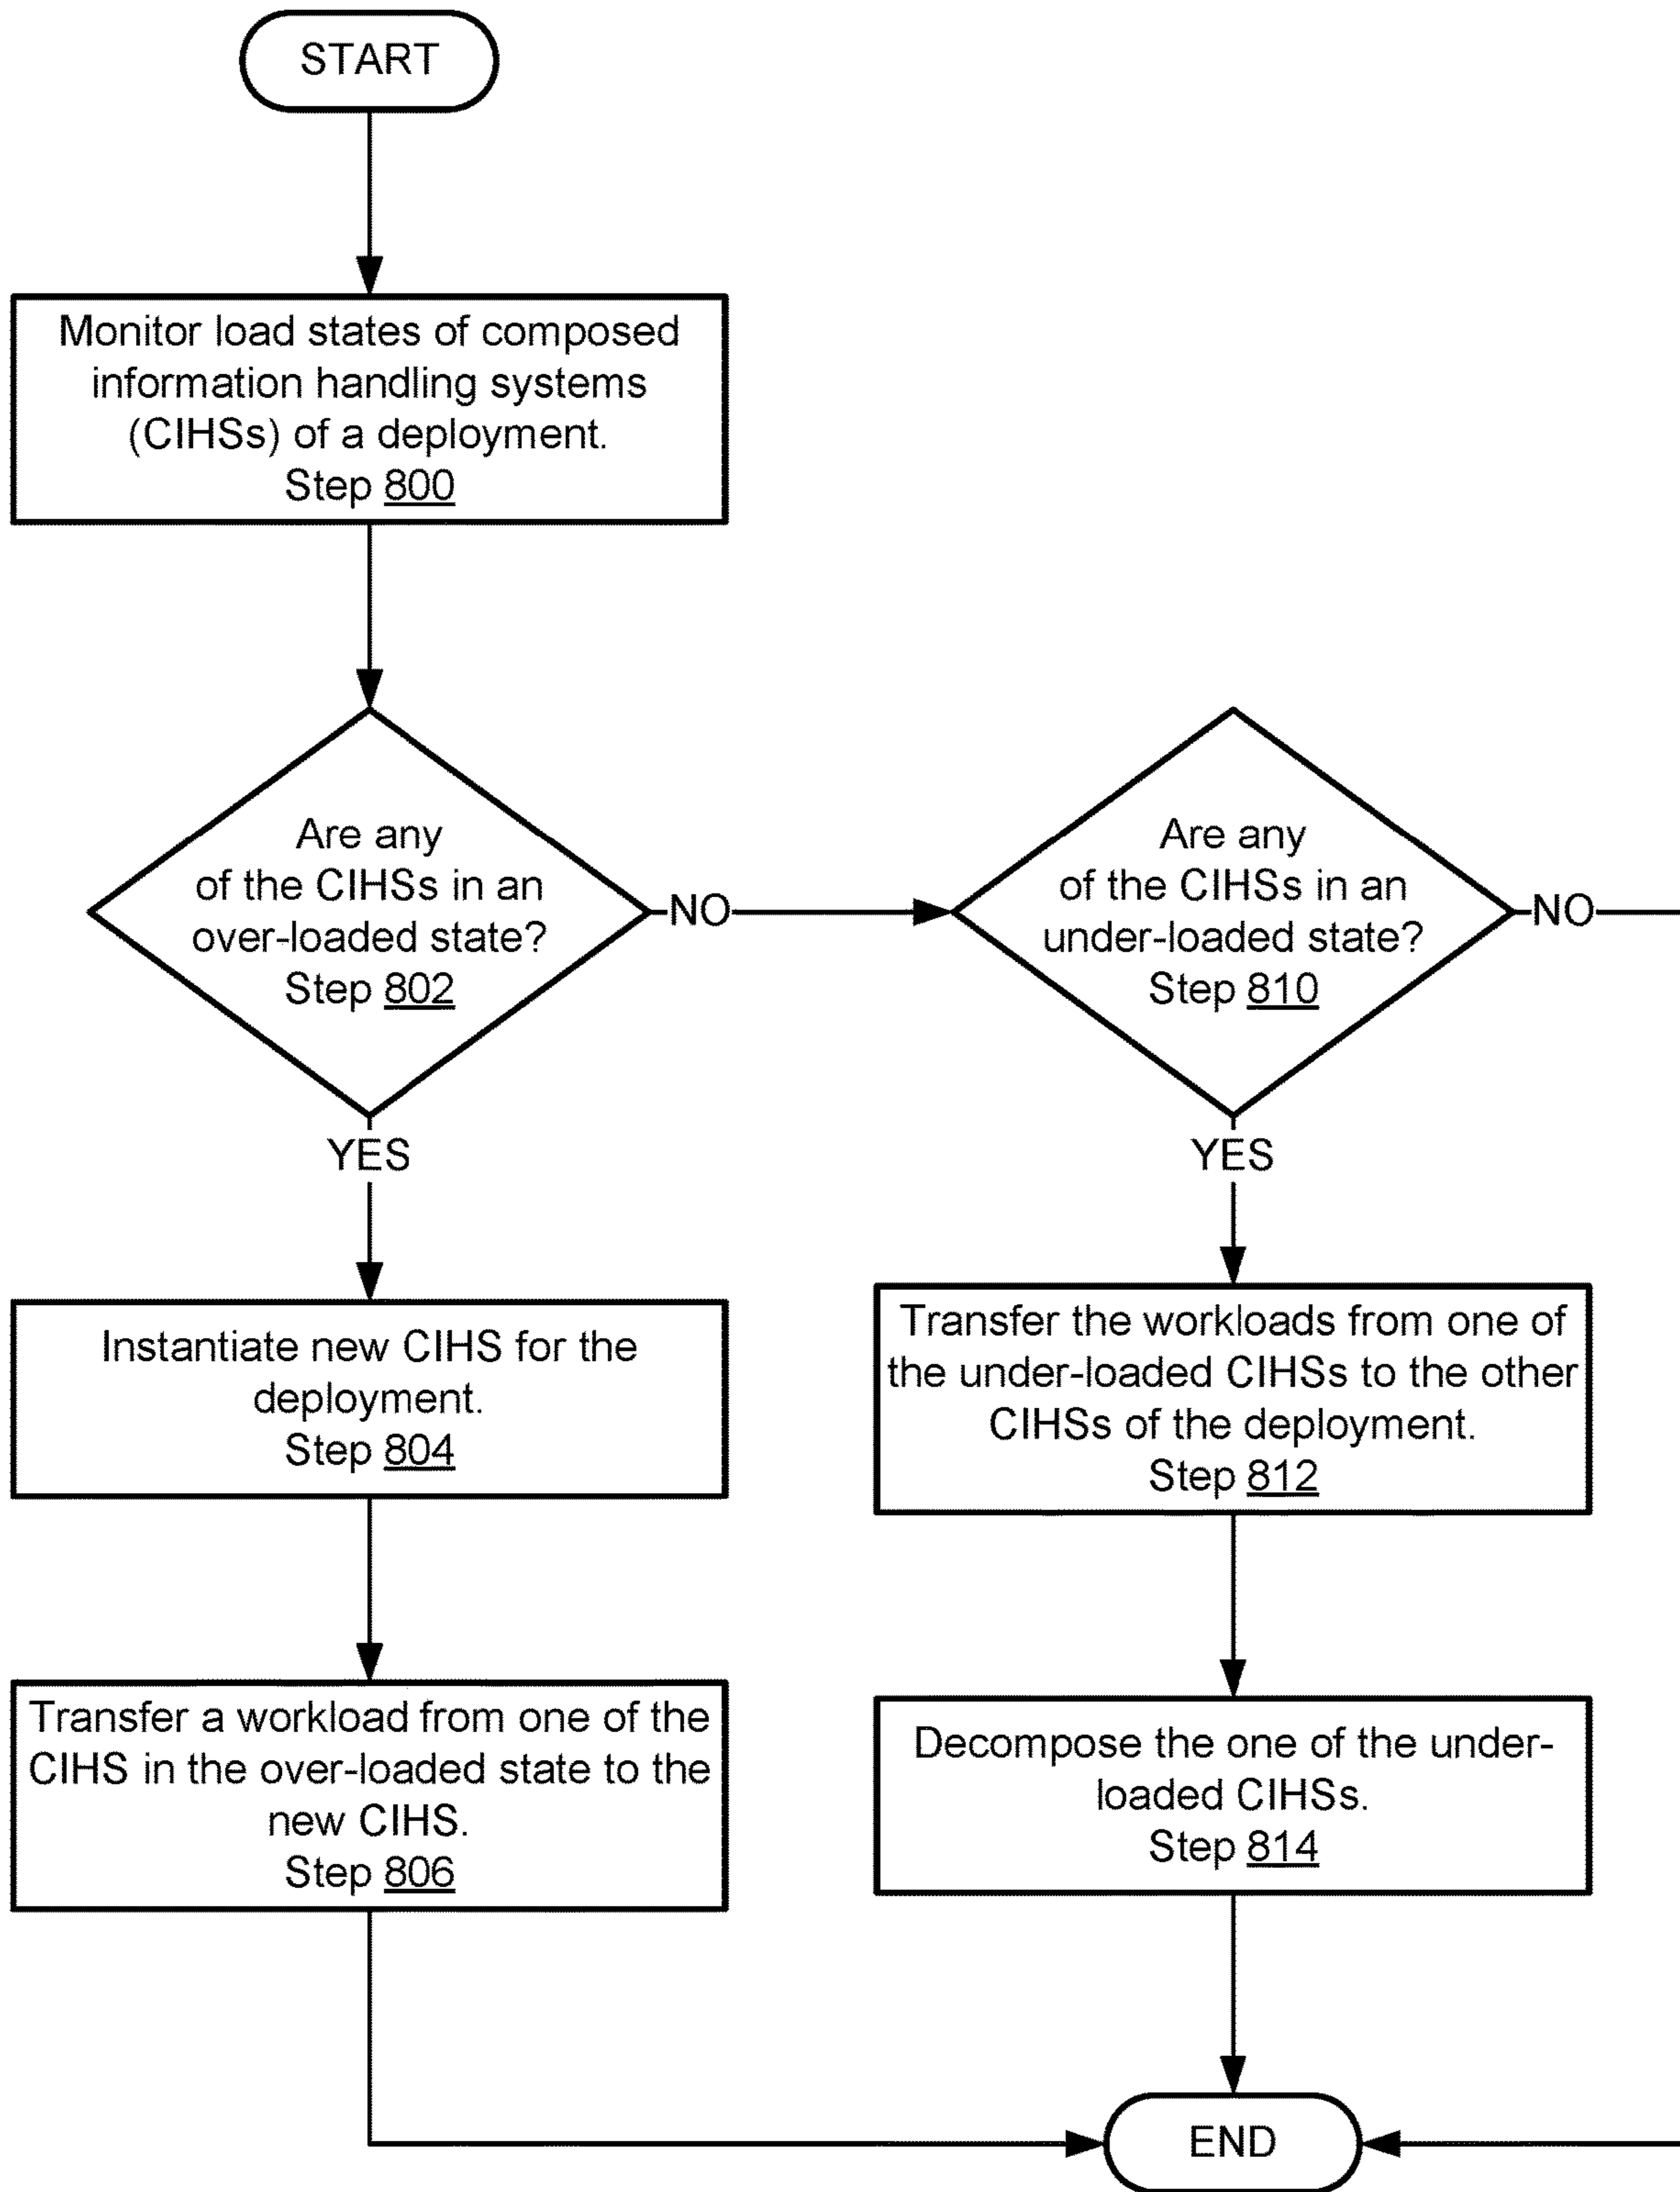 START
Monitor load states of composed
information handling systems
(CIHSs) of a deployment.
Step 800
Are any
of the CIHSs in an
over-loaded state?
Step 802
NO
Are any
of the CIHSs in an
under-loaded state?
Step 810
NO
YES
YES
Instantiate new CIHS for the
deployment.
Step 804
Transfer the workloads from one of
the under-loaded CIHSs to the other
CIHSs of the deployment.
Step 812
Transfer a workload from one of the
CIHS in the over-loaded state to the
new CIHS.
Step 806
Decompose the one of the under-
loaded CIHSs.
Step 814
END